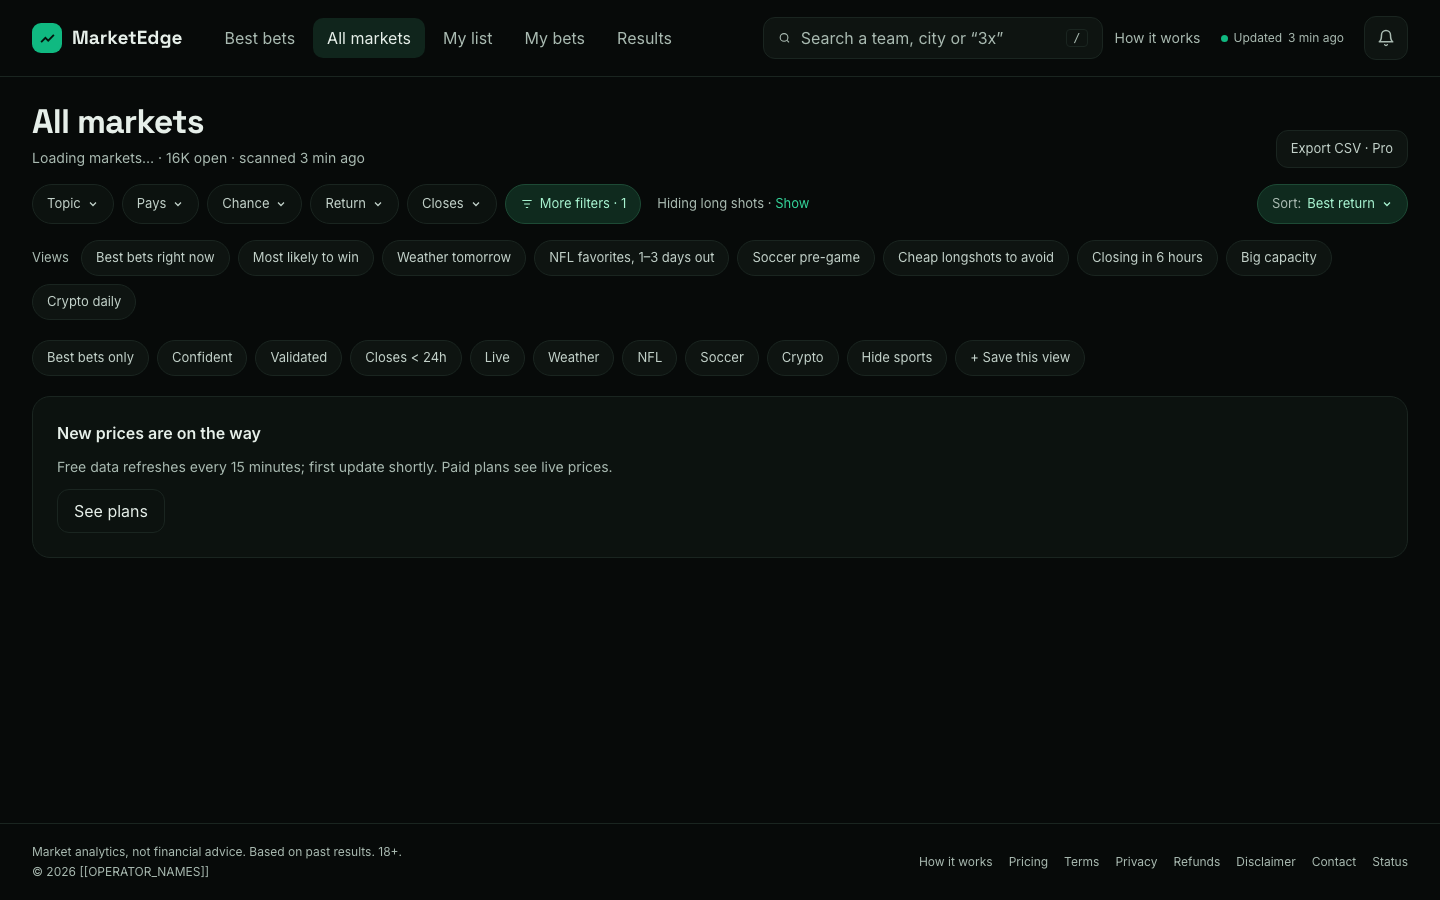 MarketEdge Best bets All markets My list My bets Results Search a team, city or “3x” / How it works Updated 3 min ago
All markets
Loading markets... · 16K open · scanned 3 min ago
Export CSV · Pro
Topic Pays Chance Return Closes More filters · 1 Hiding long shots · Show Sort: Best return
Views Best bets right now Most likely to win Weather tomorrow NFL favorites, 1–3 days out Soccer pre-game Cheap longshots to avoid Closing in 6 hours Big capacity
Crypto daily
Best bets only Confident Validated Closes < 24h Live Weather NFL Soccer Crypto Hide sports + Save this view
New prices are on the way
Free data refreshes every 15 minutes; first update shortly. Paid plans see live prices.
See plans
Market analytics, not financial advice. Based on past results. 18+.
© 2026 [[OPERATOR_NAMES]]
How it works Pricing Terms Privacy Refunds Disclaimer Contact Status